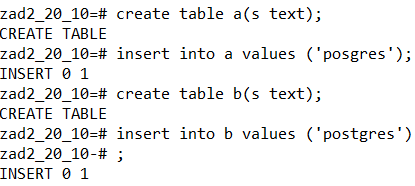 zad2_20_10=# create table a(s text);
CREATE TABLE
zad2_20_10=# insert into a values ('posgres');
INSERT 0 1
zad2_20_10=# create table b(s text);
CREATE TABLE
zad2_20_10=# insert into b values ('postgres')
zad2_20_10-# ;
INSERT 0 1